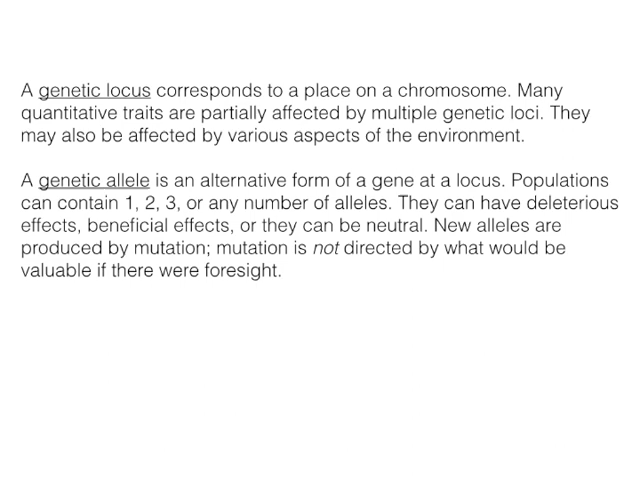 A genetic locus corresponds to a place on a chromosome. Many
quantitative traits are partially affected by multiple genetic loci. They
may also be affected by various aspects of the environment.
A genetic allele is an alternative form of a gene at a locus. Populations
can contain 1, 2, 3, or any number of alleles. They can have deleterious
effects, beneficial effects, or they can be neutral. New alleles are
produced by mutation; mutation is not directed by what would be
valuable if there were foresight.